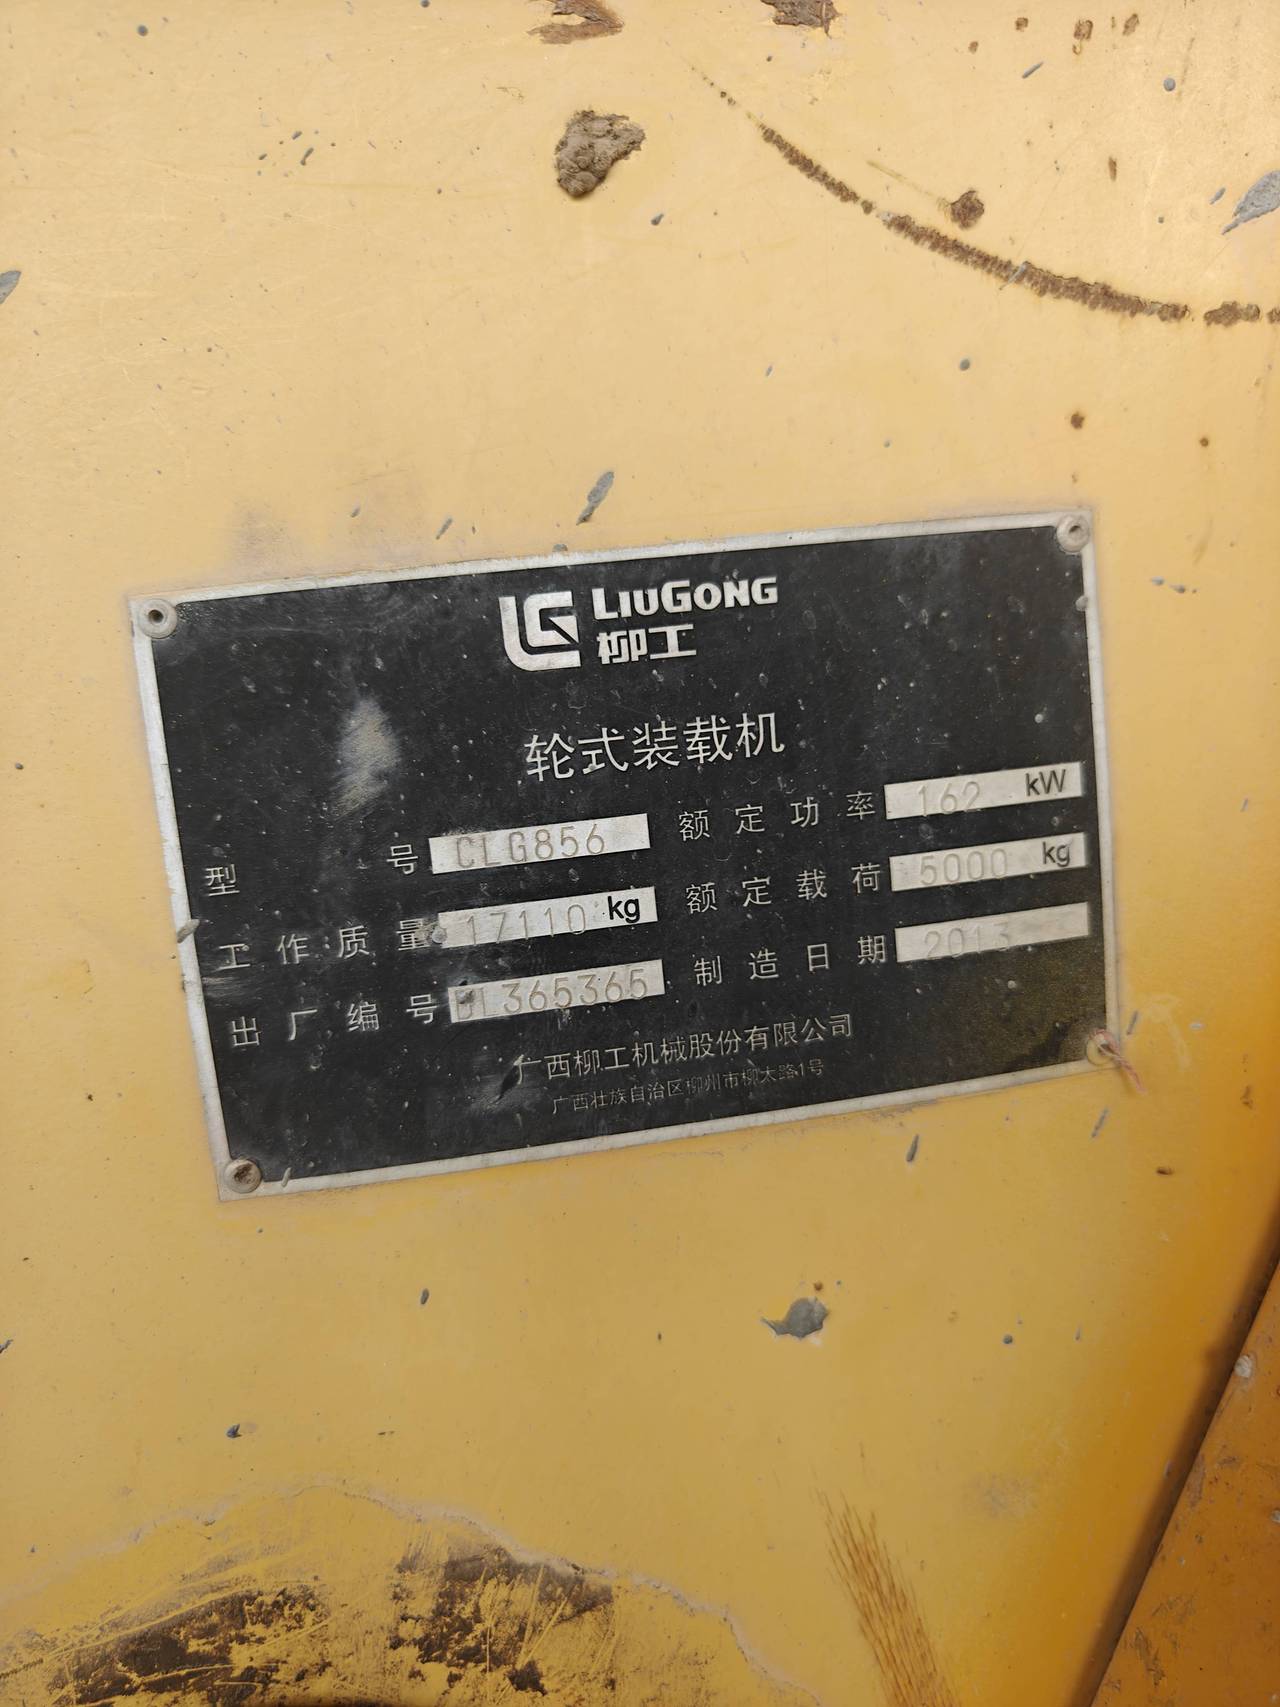 LIUGONG
柳工
轮式装载机
型号 CLG856 额定功率 162 kW
工作质量 17110 kg 额定载荷 5000 kg
出厂编号 DL365365 制造日期 2013
广西柳工机械股份有限公司
广西壮族自治区柳州市柳太路1号